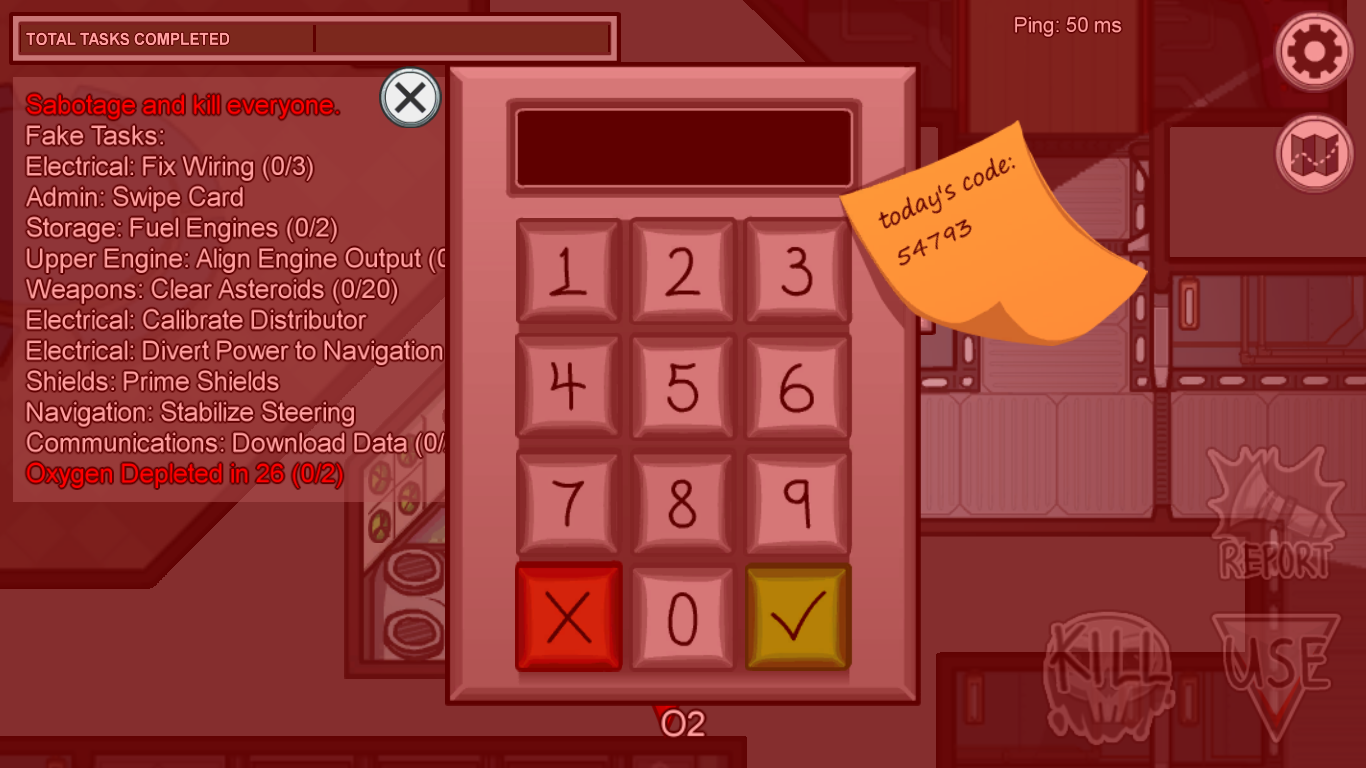 TOTAL TASKS COMPLETED
Ping: 50 ms
Sabotage and kill everyone.
Fake Tasks:
Electrical: Fix Wiring (0/3)
Admin: Swipe Card
Storage: Fuel Engines (0/2)
Upper Engine: Align Engine Output (0
Weapons: Clear Asteroids (0/20)
Electrical: Calibrate Distributor
Electrical: Divert Power to Navigation
Shields: Prime Shields
Navigation: Stabilize Steering
Communications: Download Data (0/
Oxygen Depleted in 26 (0/2)
today's code:
54793
1 2 3
4 5 6
7 8 9
0
O2
REPORT
KILL
USE